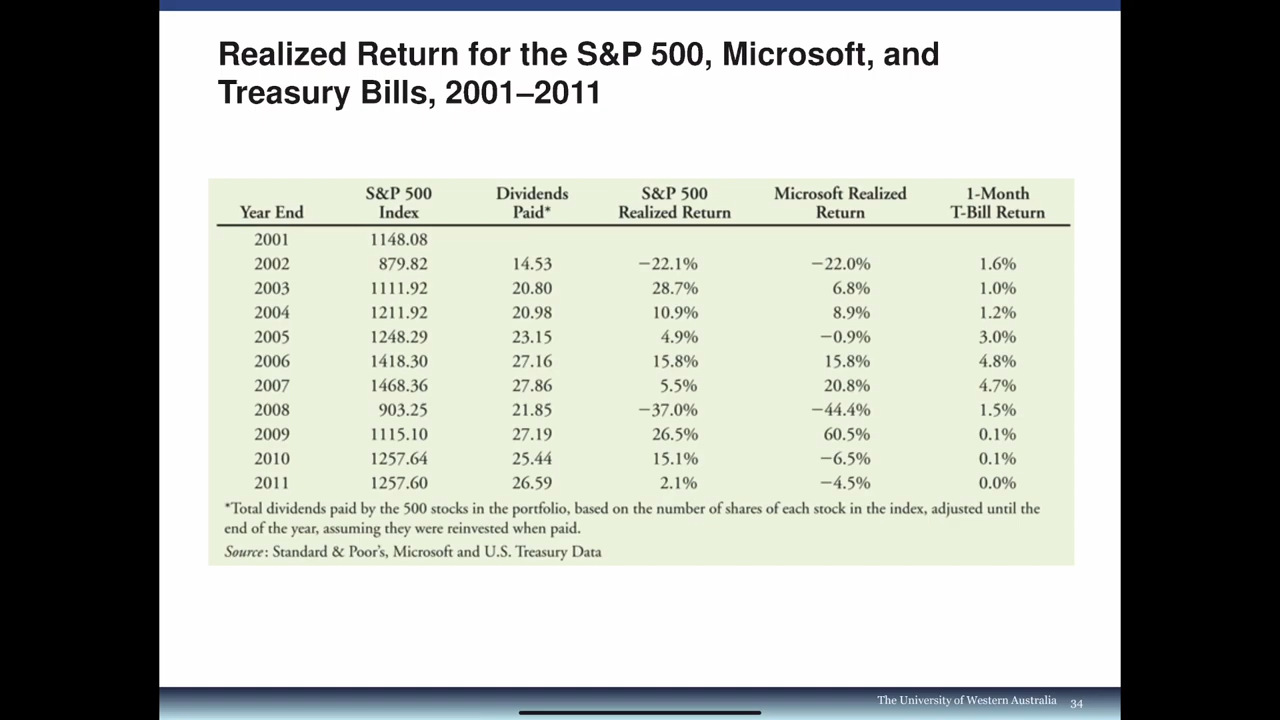 Realized Return for the S&P 500, Microsoft, and
Treasury Bills, 2001–2011
S&P 500 Dividends S&P 500 Microsoft Realized 1-Month
Year End Index Paid* Realized Return Return T-Bill Return
2001 1148.08
2002 879.82 14.53 −22.1% −22.0% 1.6%
2003 1111.92 20.80 28.7% 6.8% 1.0%
2004 1211.92 20.98 10.9% 8.9% 1.2%
2005 1248.29 23.15 4.9% −0.9% 3.0%
2006 1418.30 27.16 15.8% 15.8% 4.8%
2007 1468.36 27.86 5.5% 20.8% 4.7%
2008 903.25 21.85 −37.0% −44.4% 1.5%
2009 1115.10 27.19 26.5% 60.5% 0.1%
2010 1257.64 25.44 15.1% −6.5% 0.1%
2011 1257.60 26.59 2.1% −4.5% 0.0%
*Total dividends paid by the 500 stocks in the portfolio, based on the number of shares of each stock in the index, adjusted until the
end of the year, assuming they were reinvested when paid.
Source: Standard & Poor's, Microsoft and U.S. Treasury Data
The University of Western Australia 34